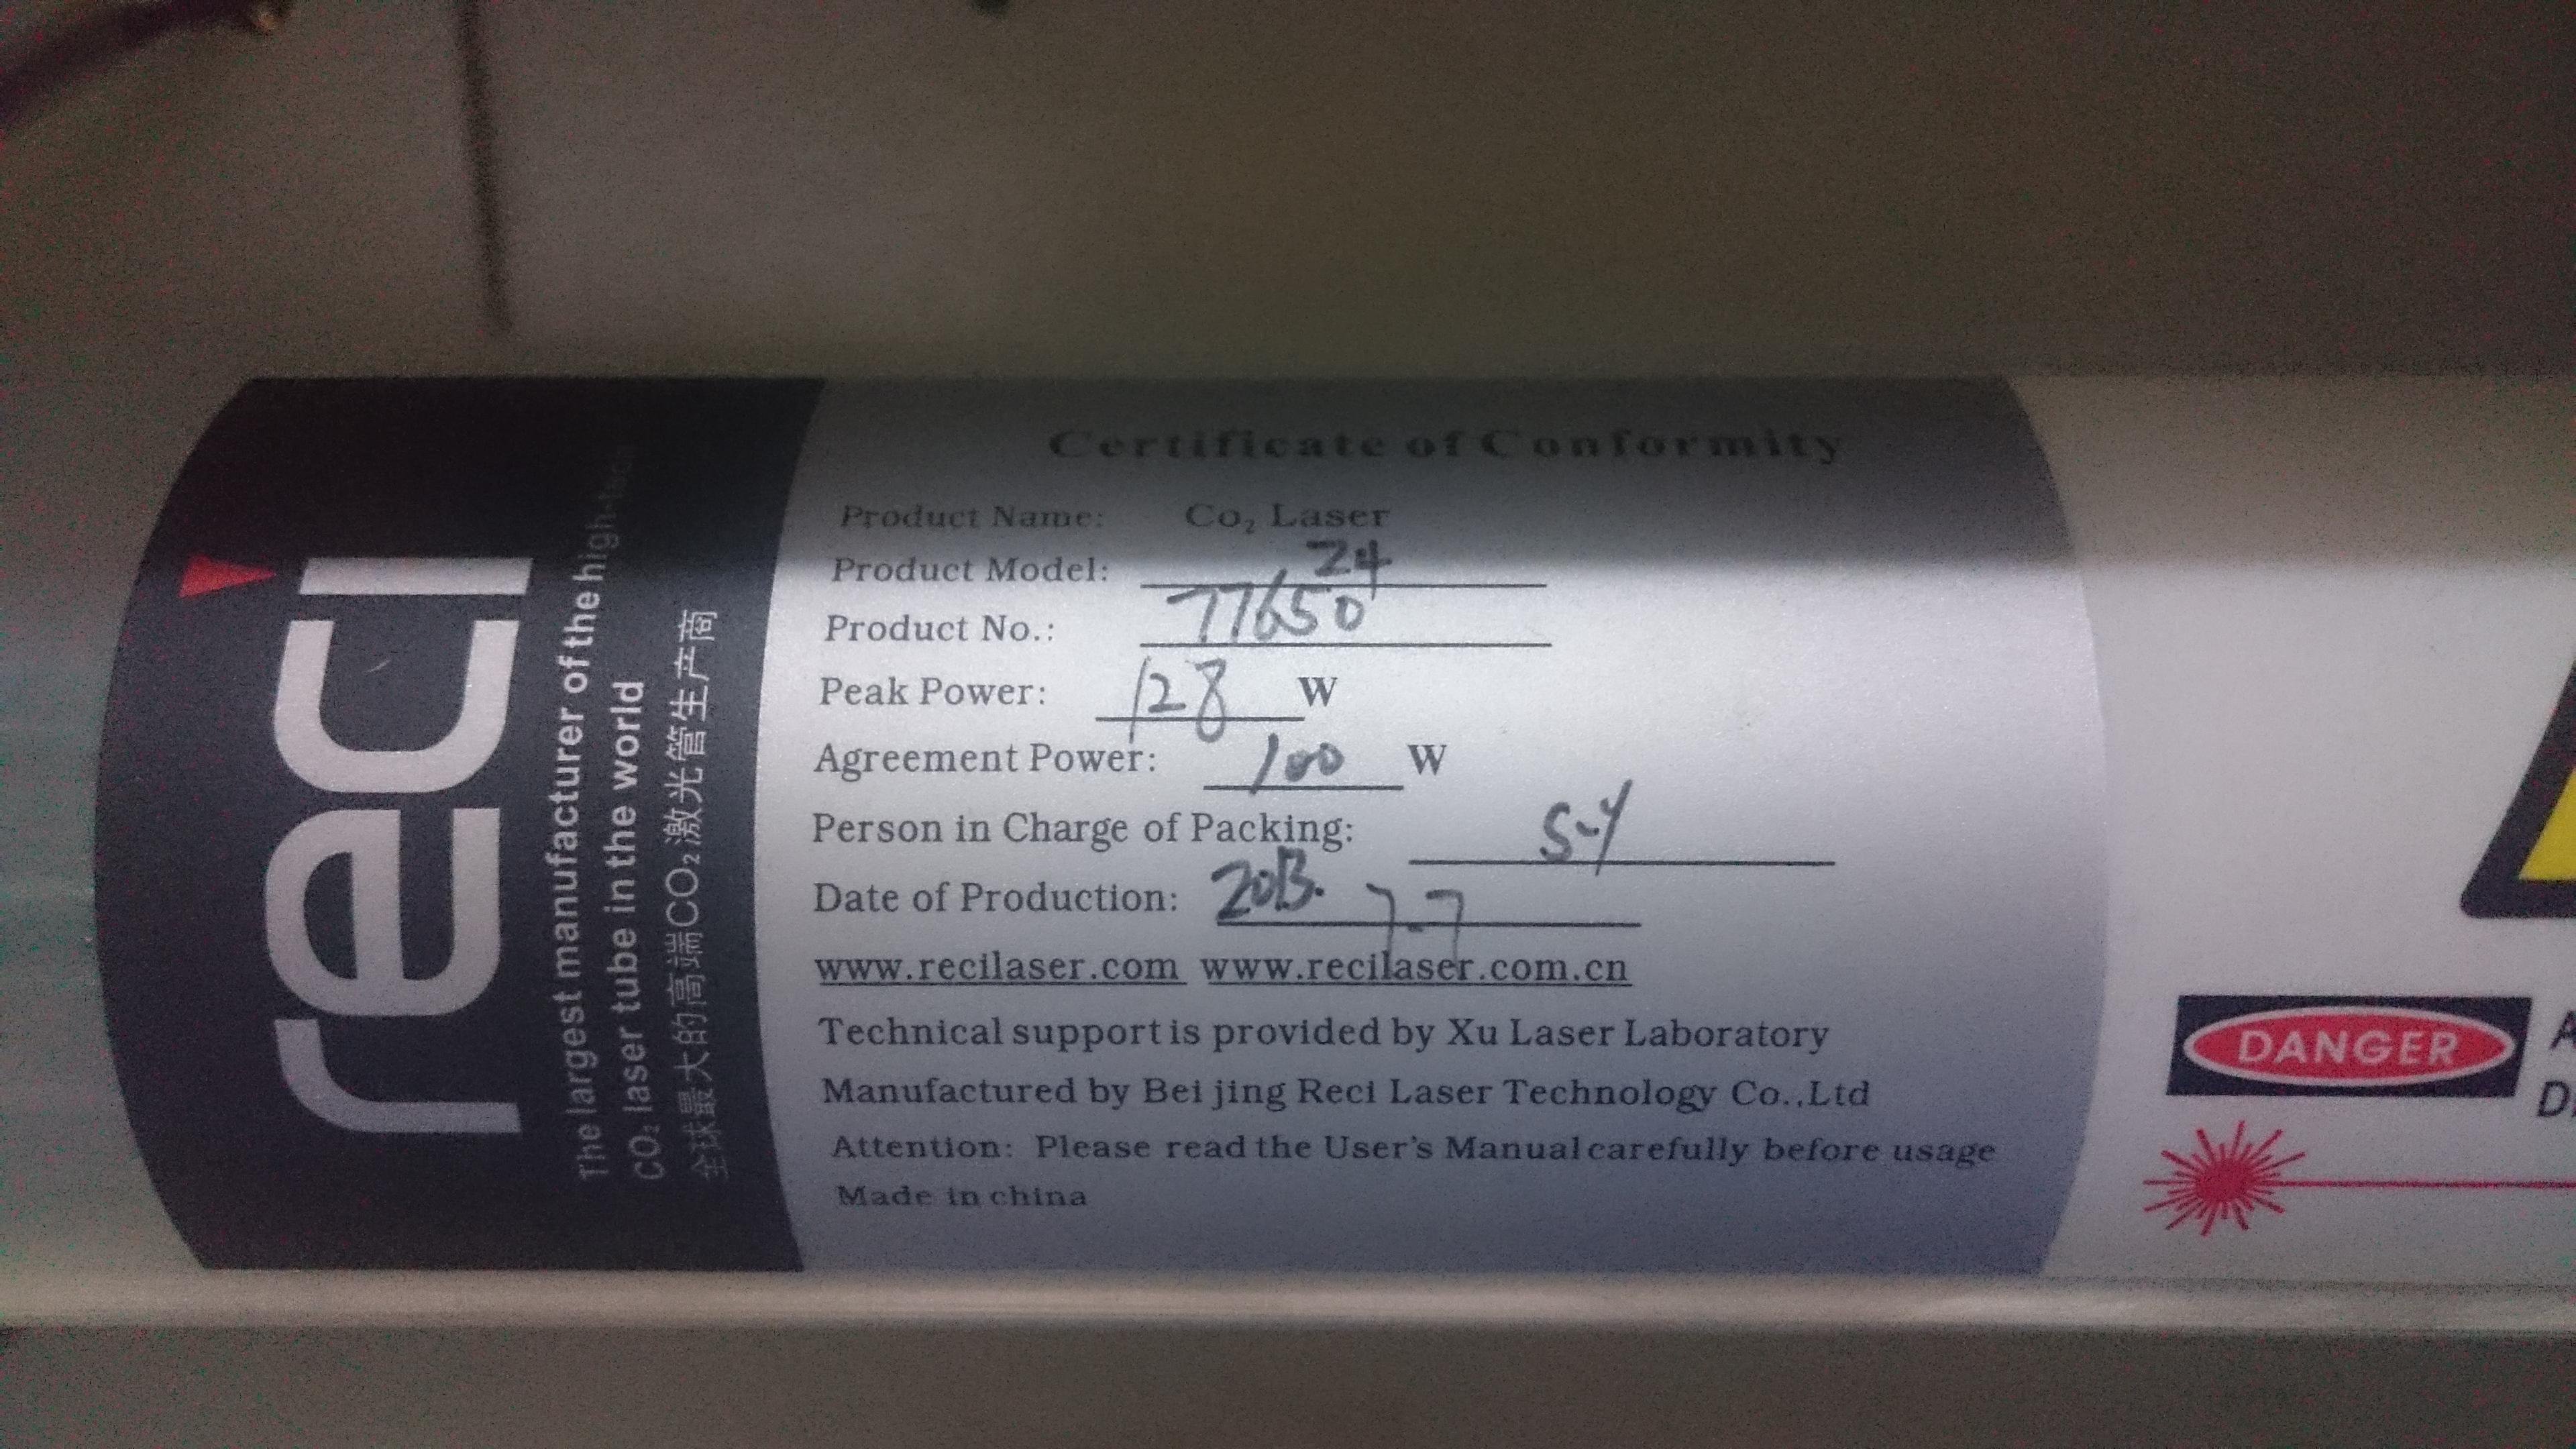 reci
The largest manufacturer of the high-tech
CO₂ laser tube in the world
全球最大的高端CO₂激光管生产商
Certificate of Conformity
Product Name: Co₂ Laser
Product Model: Z4
Product No.: 77650
Peak Power: 128 W
Agreement Power: 100 W
Person in Charge of Packing: S-Y
Date of Production: 2013. 7-7
www.recilaser.com www.recilaser.com.cn
Technical support is provided by Xu Laser Laboratory
Manufactured by Bei jing Reci Laser Technology Co.,Ltd
Attention: Please read the User's Manual carefully before usage
Made in china
DANGER